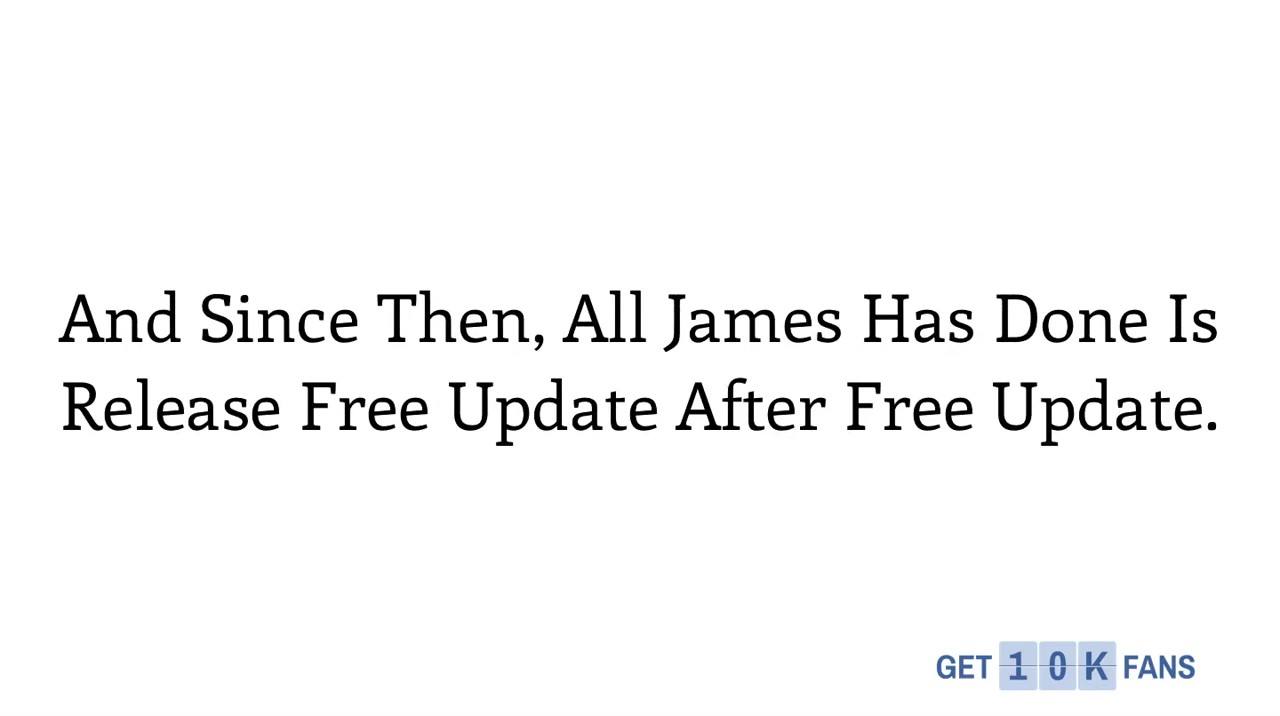 And Since Then, All James Has Done Is
Release Free Update After Free Update.
GET 10K FANS